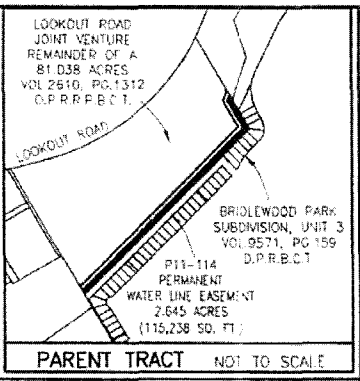 LOOKOUT ROAD
JOINT VENTURE
REMAINDER OF A
81.038 ACRES
VOL.2610, PG.1312
O.P.R.R.P.B.C.T.
LOOKOUT ROAD
BRIDLEWOOD PARK
SUBDIVISION, UNIT 3
VOL.9571, PG.159
D.P.R.B.C.T
P11-114
PERMANENT
WATER LINE EASEMENT
2.645 ACRES
(115,238 SQ. FT.)
PARENT TRACT NOT TO SCALE